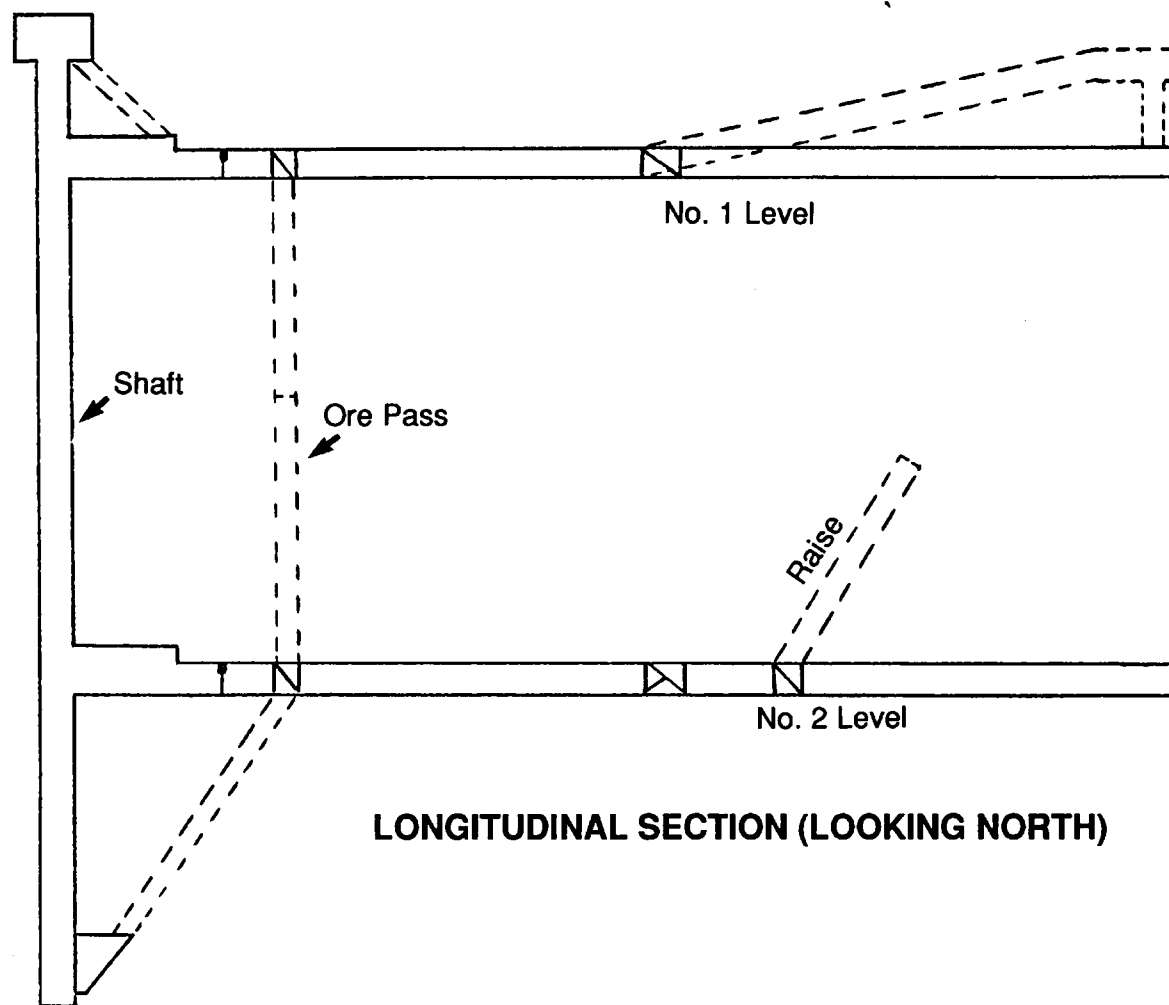 No. 1 Level
Shaft
Ore Pass
Raise
No. 2 Level
LONGITUDINAL SECTION (LOOKING NORTH)